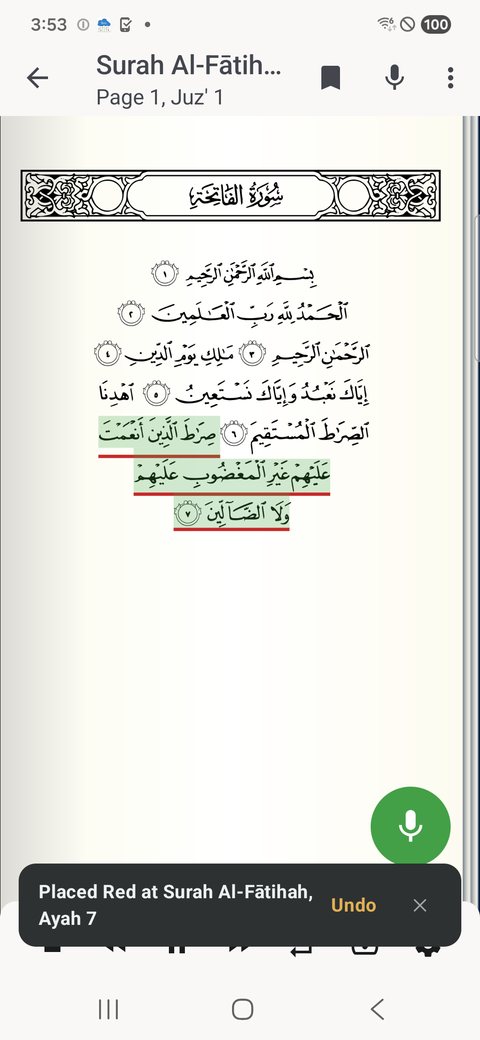 3:53
100
Surah Al-Fātih...
Page 1, Juz' 1
سُورَةُ الفَاتِحَةِ
بِسْمِ ٱللَّهِ ٱلرَّحْمَٰنِ ٱلرَّحِيمِ ١
ٱلْحَمْدُ لِلَّهِ رَبِّ ٱلْعَٰلَمِينَ ٢
ٱلرَّحْمَٰنِ ٱلرَّحِيمِ ٣ مَٰلِكِ يَوْمِ ٱلدِّينِ ٤
إِيَّاكَ نَعْبُدُ وَإِيَّاكَ نَسْتَعِينُ ٥ ٱهْدِنَا
ٱلصِّرَٰطَ ٱلْمُسْتَقِيمَ ٦ صِرَٰطَ ٱلَّذِينَ أَنْعَمْتَ
عَلَيْهِمْ غَيْرِ ٱلْمَغْضُوبِ عَلَيْهِمْ
وَلَا ٱلضَّآلِّينَ ٧
Placed Red at Surah Al-Fātihah,
Ayah 7
Undo